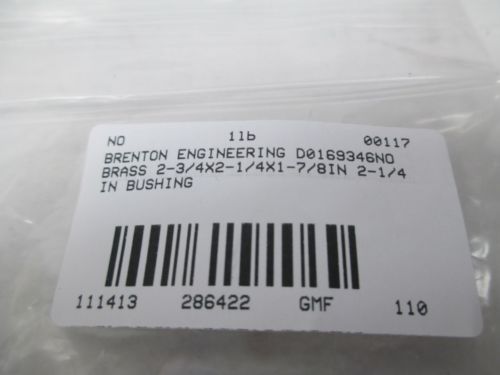 NO 11b 00117
BRENTON ENGINEERING D0169346NO
BRASS 2-3/4X2-1/4X1-7/8IN 2-1/4
IN BUSHING
111413 286422 GMF 110